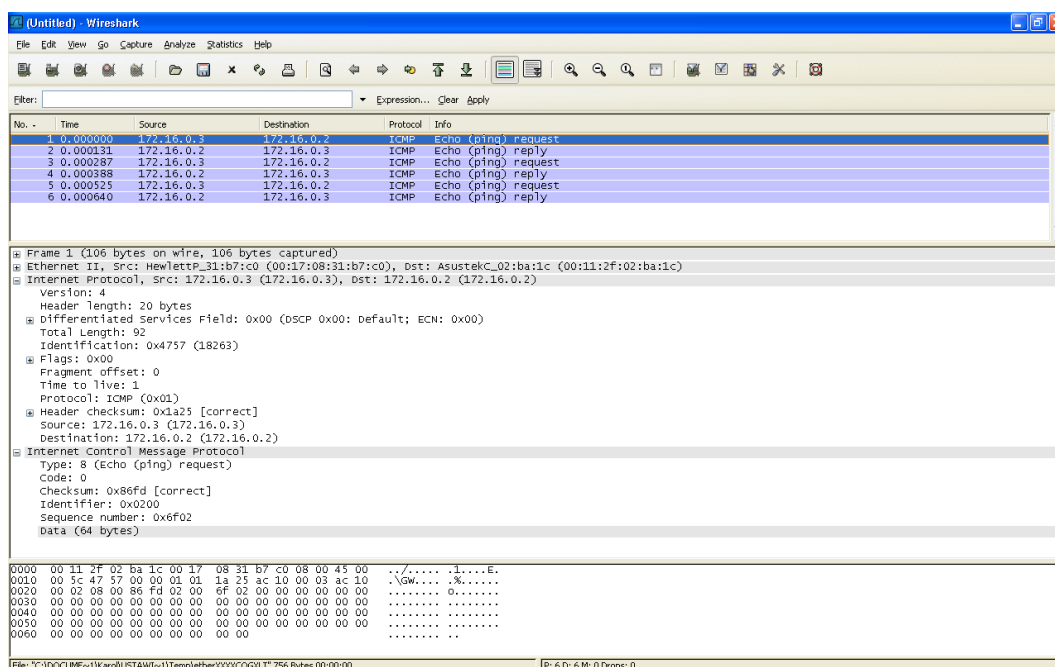 (Untitled) - Wireshark
File Edit View Go Capture Analyze Statistics Help
Filter: Expression... Clear Apply
No. - Time Source Destination Protocol Info
1 0.000000 172.16.0.3 172.16.0.2 ICMP Echo (ping) request
2 0.000131 172.16.0.2 172.16.0.3 ICMP Echo (ping) reply
3 0.000287 172.16.0.3 172.16.0.2 ICMP Echo (ping) request
4 0.000388 172.16.0.2 172.16.0.3 ICMP Echo (ping) reply
5 0.000525 172.16.0.3 172.16.0.2 ICMP Echo (ping) request
6 0.000640 172.16.0.2 172.16.0.3 ICMP Echo (ping) reply
Frame 1 (106 bytes on wire, 106 bytes captured)
Ethernet II, Src: HewlettP_31:b7:c0 (00:17:08:31:b7:c0), Dst: AsustekC_02:ba:1c (00:11:2f:02:ba:1c)
Internet Protocol, Src: 172.16.0.3 (172.16.0.3), Dst: 172.16.0.2 (172.16.0.2)
Version: 4
Header length: 20 bytes
Differentiated Services Field: 0x00 (DSCP 0x00: Default; ECN: 0x00)
Total Length: 92
Identification: 0x4757 (18263)
Flags: 0x00
Fragment offset: 0
Time to live: 1
Protocol: ICMP (0x01)
Header checksum: 0x1a25 [correct]
Source: 172.16.0.3 (172.16.0.3)
Destination: 172.16.0.2 (172.16.0.2)
Internet Control Message Protocol
Type: 8 (Echo (ping) request)
Code: 0
Checksum: 0x86fd [correct]
Identifier: 0x0200
Sequence number: 0x6f02
Data (64 bytes)
0000 00 11 2f 02 ba 1c 00 17 08 31 b7 c0 08 00 45 00 ../..... .1....E.
0010 00 5c 47 57 00 00 01 01 1a 25 ac 10 00 03 ac 10 .\GW.... .%......
0020 00 02 08 00 86 fd 02 00 6f 02 00 00 00 00 00 00 ........ o.......
0030 00 00 00 00 00 00 00 00 00 00 00 00 00 00 00 00 ........ ........
0040 00 00 00 00 00 00 00 00 00 00 00 00 00 00 00 00 ........ ........
0050 00 00 00 00 00 00 00 00 00 00 00 00 00 00 00 00 ........ ........
0060 00 00 00 00 00 00 00 00 00 00 ........ ..
File: "C:\DOCUME~1\Karol\USTAWI~1\Temp\etherXXXXCOGYLT" 756 Bytes 00:00:00 P: 6 D: 6 M: 0 Drops: 0